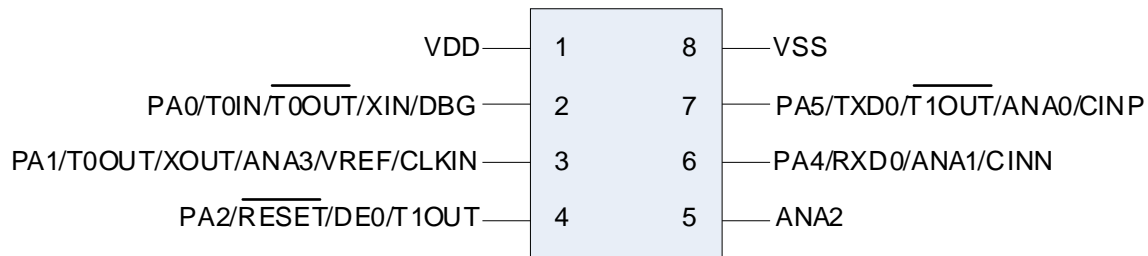 VDD 1 8 VSS
PA0/T0IN/T0OUT/XIN/DBG 2 7 PA5/TXD0/T1OUT/ANA0/CINP
PA1/T0OUT/XOUT/ANA3/VREF/CLKIN 3 6 PA4/RXD0/ANA1/CINN
PA2/RESET/DE0/T1OUT 4 5 ANA2